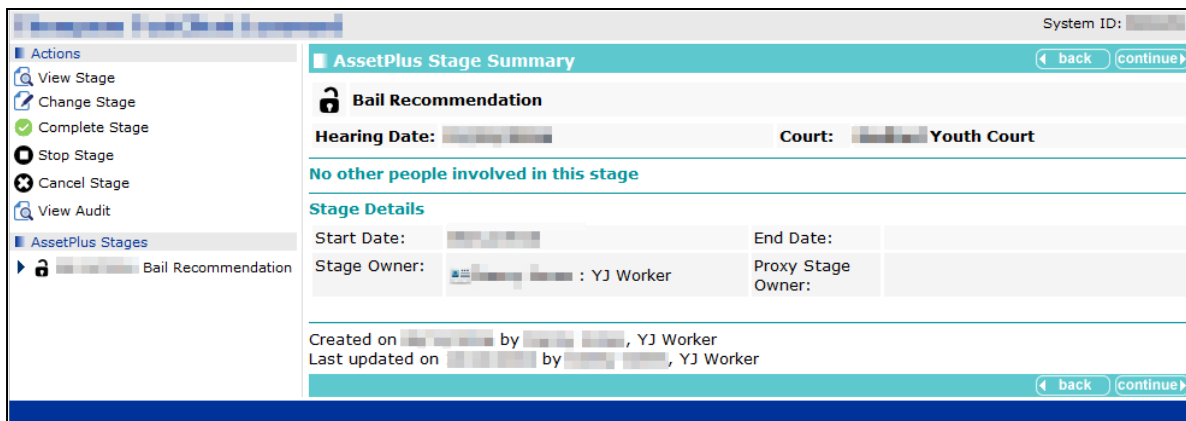 System ID:
Actions
View Stage
Change Stage
Complete Stage
Stop Stage
Cancel Stage
View Audit
AssetPlus Stages
Bail Recommendation
AssetPlus Stage Summary
back continue
Bail Recommendation
Hearing Date: Court: Youth Court
No other people involved in this stage
Stage Details
Start Date: End Date:
Stage Owner: : YJ Worker Proxy Stage
Owner:
Created on by , YJ Worker
Last updated on by , YJ Worker
back continue